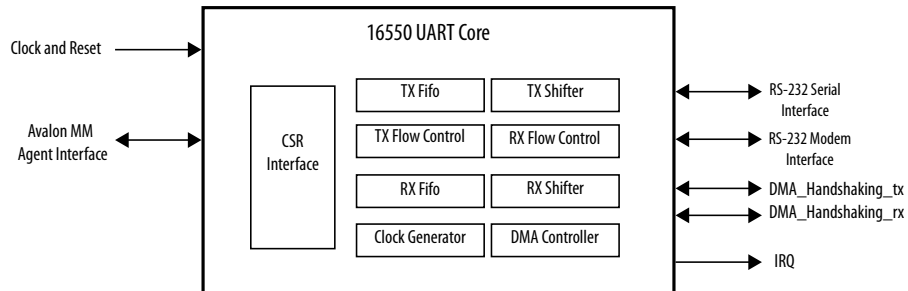 16550 UART Core
Clock and Reset
Avalon MM
Agent Interface
CSR
Interface
TX Fifo
TX Shifter
TX Flow Control
RX Flow Control
RX Fifo
RX Shifter
Clock Generator
DMA Controller
RS-232 Serial
Interface
RS-232 Modem
Interface
DMA_Handshaking_tx
DMA_Handshaking_rx
IRQ